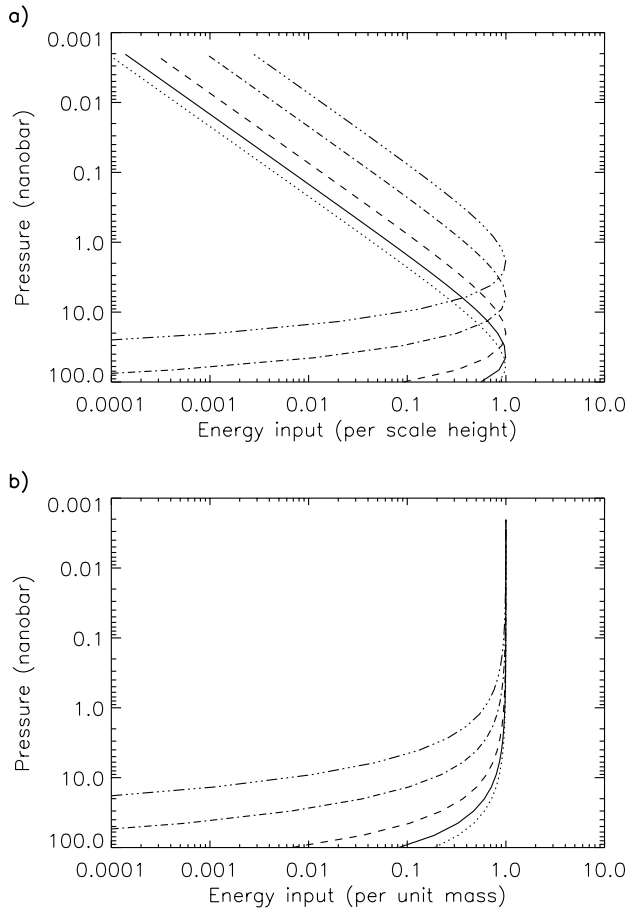 a)
0.001
0.01
0.1
1.0
10.0
100.0
Pressure (nanobar)
0.0001 0.001 0.01 0.1 1.0 10.0
Energy input (per scale height)
b)
0.001
0.01
0.1
1.0
10.0
100.0
Pressure (nanobar)
0.0001 0.001 0.01 0.1 1.0 10.0
Energy input (per unit mass)